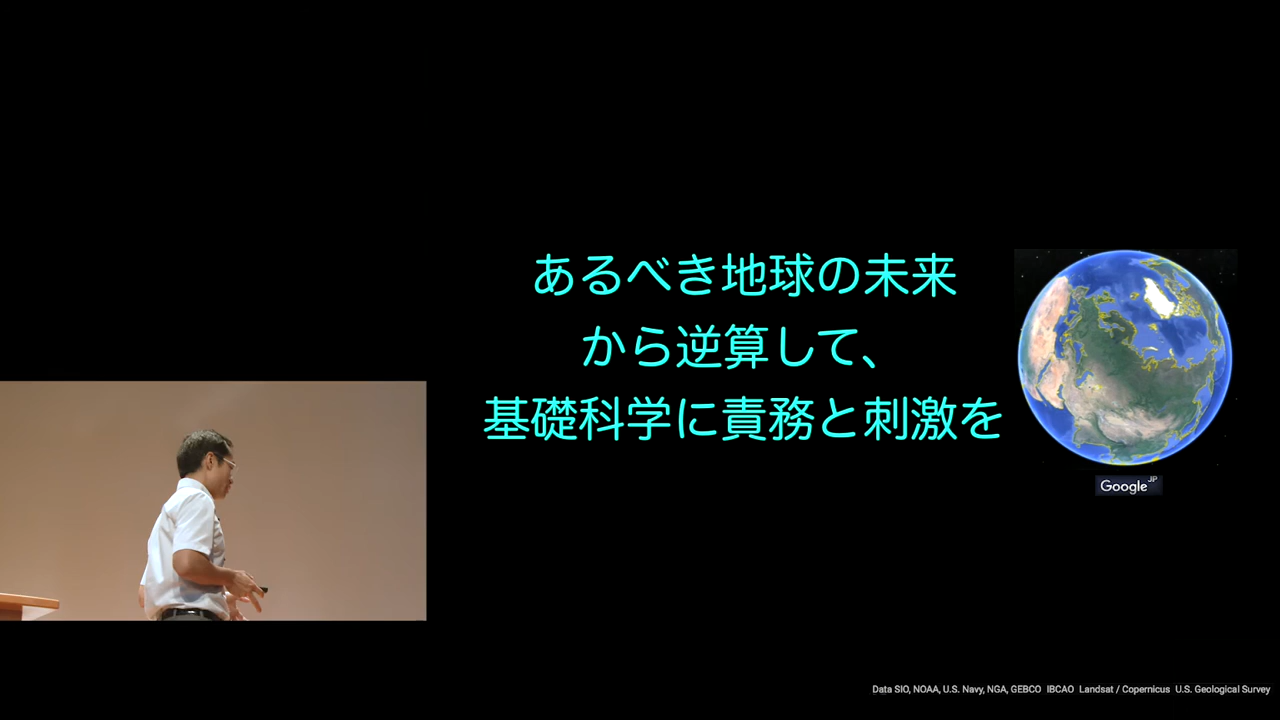 あるべき地球の未来
から逆算して、
基礎科学に責務と刺激を
Google JP
Data SIO, NOAA, U.S. Navy, NGA, GEBCO IBCAO Landsat / Copernicus U.S. Geological Survey